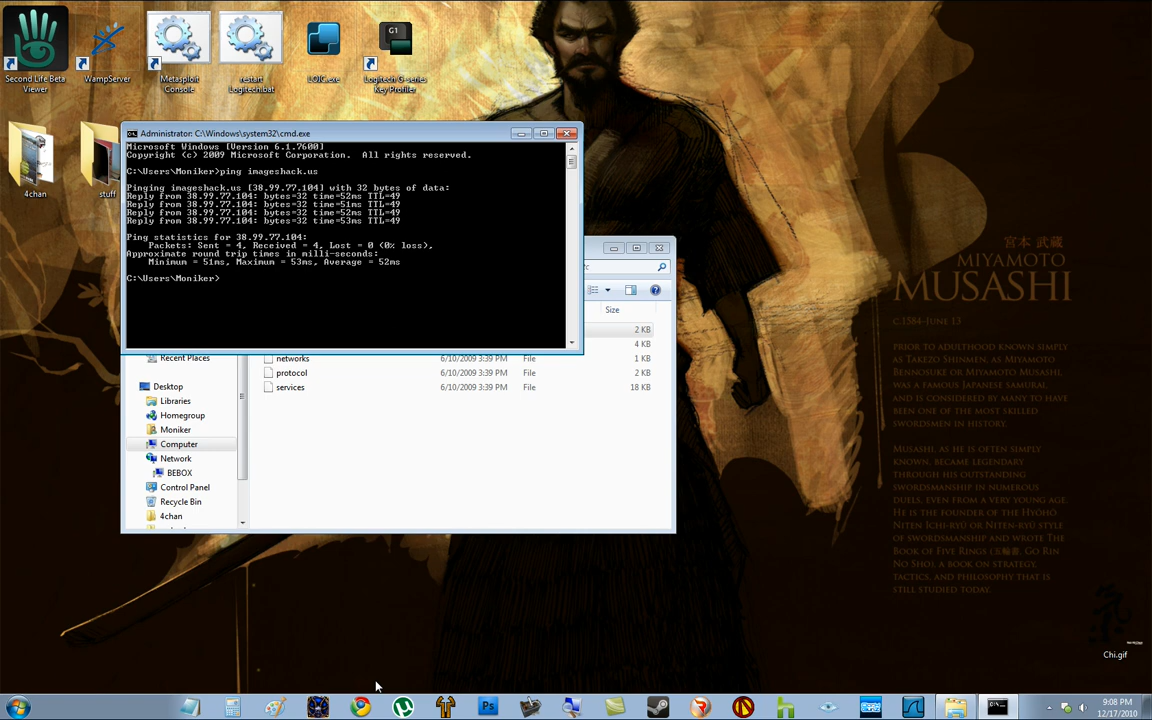 Second Life Beta
Viewer
WampServer
Metasploit
Console
restart
Logitech.bat
LOIC.exe
G1
Logitech G-series
Key Profiler
4chan
stuff
Administrator: C:\Windows\system32\cmd.exe
Microsoft Windows [Version 6.1.7600]
Copyright (c) 2009 Microsoft Corporation.  All rights reserved.
C:\Users\Moniker>ping imageshack.us
Pinging imageshack.us [38.99.77.104] with 32 bytes of data:
Reply from 38.99.77.104: bytes=32 time=52ms TTL=49
Reply from 38.99.77.104: bytes=32 time=51ms TTL=49
Reply from 38.99.77.104: bytes=32 time=52ms TTL=49
Reply from 38.99.77.104: bytes=32 time=53ms TTL=49
Ping statistics for 38.99.77.104:
Packets: Sent = 4, Received = 4, Lost = 0 (0% loss),
Approximate round trip times in milli-seconds:
Minimum = 51ms, Maximum = 53ms, Average = 52ms
C:\Users\Moniker>
Size
2 KB
4 KB
networks 6/10/2009 3:39 PM File 1 KB
protocol 6/10/2009 3:39 PM File 2 KB
services 6/10/2009 3:39 PM File 18 KB
Recent Places
Desktop
Libraries
Homegroup
Moniker
Computer
Network
BEBOX
Control Panel
Recycle Bin
4chan
宮本 武蔵
MIYAMOTO
MUSASHI
C.1584-JUNE 13
PRIOR TO ADULTHOOD KNOWN SIMPLY
AS TAKEZO SHINMEN, AS MIYAMOTO
BENNOSUKE OR MIYAMOTO MUSASHI,
WAS A FAMOUS JAPANESE SAMURAI,
AND IS CONSIDERED BY MANY TO HAVE
BEEN ONE OF THE MOST SKILLED
SWORDSMEN IN HISTORY.
MUSASHI, AS HE IS OFTEN SIMPLY
KNOWN, BECAME LEGENDARY
THROUGH HIS OUTSTANDING
SWORDSMANSHIP IN NUMEROUS
DUELS, EVEN FROM A VERY YOUNG AGE.
HE IS THE FOUNDER OF THE HYŌHŌ
NITEN ICHI-RYŪ OR NITEN-RYŪ STYLE
OF SWORDSMANSHIP AND WROTE THE
BOOK OF FIVE RINGS (五輪書, GO RIN
NO SHO), A BOOK ON STRATEGY,
TACTICS, AND PHILOSOPHY THAT IS
STILL STUDIED TODAY.
Chi.gif
Ps
9:08 PM
12/17/2010